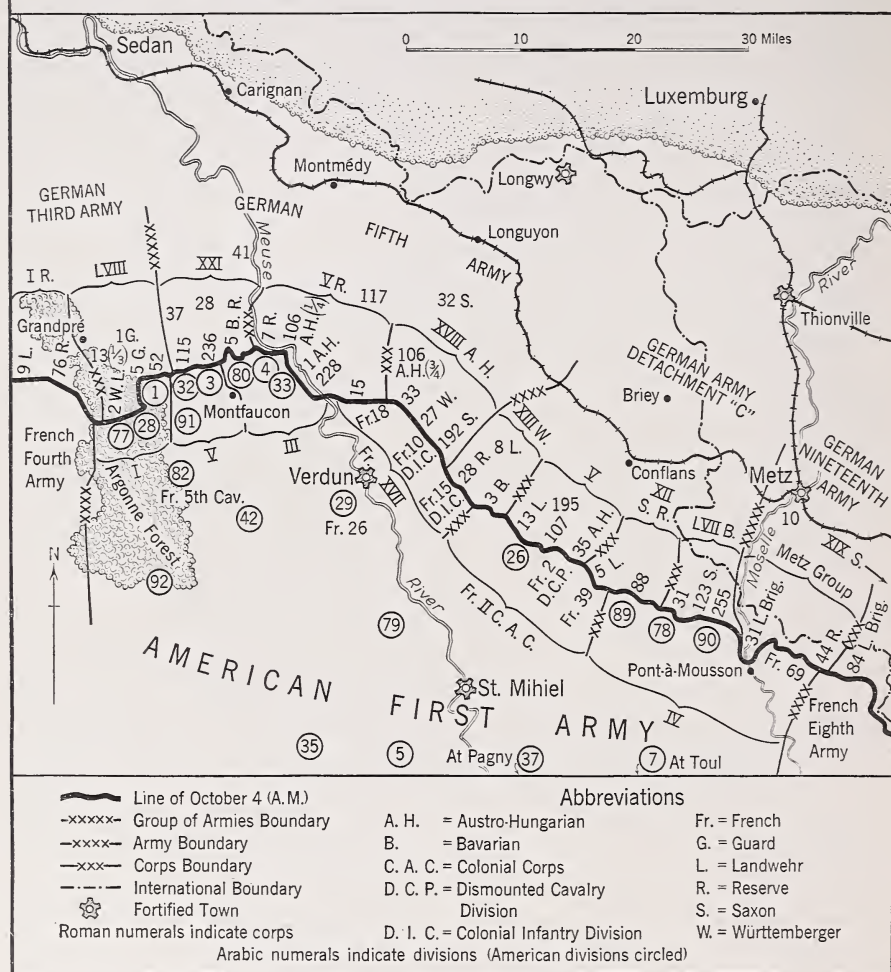 Sedan
0 10 20 30 Miles
Carignan
Luxemburg
Montmédy
Longwy
GERMAN
THIRD ARMY
GERMAN
FIFTH
ARMY
Meuse
Longuyon
River
Thionville
I R.
LVIII
XXI
41
V R.
117
32 S.
XVIII A. H.
Grandpré
9 L.
76 R.
13 (⅓)
2 W. L.
1G.
5 G.
52
37
115
28
236
5 B. R.
7 R.
106
A.H.(¼)
1 A.H.
228
15
106
A.H.(¾)
33
27 W.
192 S.
XIII W.
GERMAN ARMY
DETACHMENT "C"
Briey
GERMAN
NINETEENTH
ARMY
77
28
1
32
3
80
4
33
91
Montfaucon
French
Fourth
Army
I
V
III
Argonne Forest
82
Fr. 5th Cav.
42
92
Verdun
29
Fr. 26
Fr.18
Fr.10
D.I.C.
Fr.15
D.I.C.
Fr. XVII
28 R.
8 L.
3 B.
V
Conflans
XII
S. R.
Metz
10
LVII B.
XIX S.
Moselle
Metz Group
13 L.
195
107
35 A.H.
26
Fr. 2
D.C.P.
Fr. 39
5 L.
88
31
123 S.
255
31 L. Brig.
44 R.
84 L. Brig.
89
78
90
Pont-à-Mousson
Fr. 69
Fr. II C. A. C.
IV
French
Eighth
Army
N
River
79
St. Mihiel
AMERICAN FIRST ARMY
35
5
At Pagny
37
7
At Toul
Line of October 4 (A.M.)
-XXXXX- Group of Armies Boundary
-XXXX- Army Boundary
-XXX- Corps Boundary
International Boundary
Fortified Town
Roman numerals indicate corps
Abbreviations
A. H. = Austro-Hungarian
B. = Bavarian
C. A. C. = Colonial Corps
D. C. P. = Dismounted Cavalry
Division
D. I. C. = Colonial Infantry Division
Fr. = French
G. = Guard
L. = Landwehr
R. = Reserve
S. = Saxon
W. = Württemberger
Arabic numerals indicate divisions (American divisions circled)